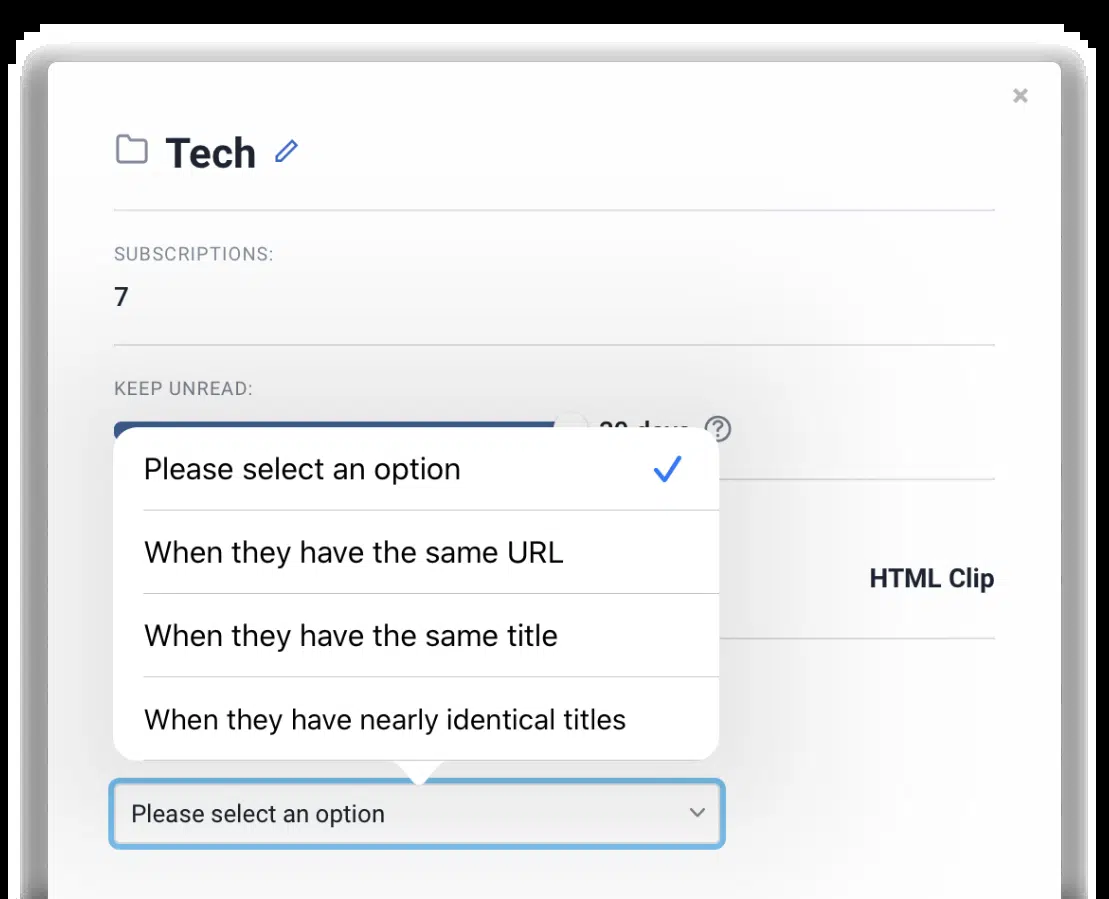 Tech
SUBSCRIPTIONS:
7
KEEP UNREAD:
Please select an option
When they have the same URL
HTML Clip
When they have the same title
When they have nearly identical titles
Please select an option